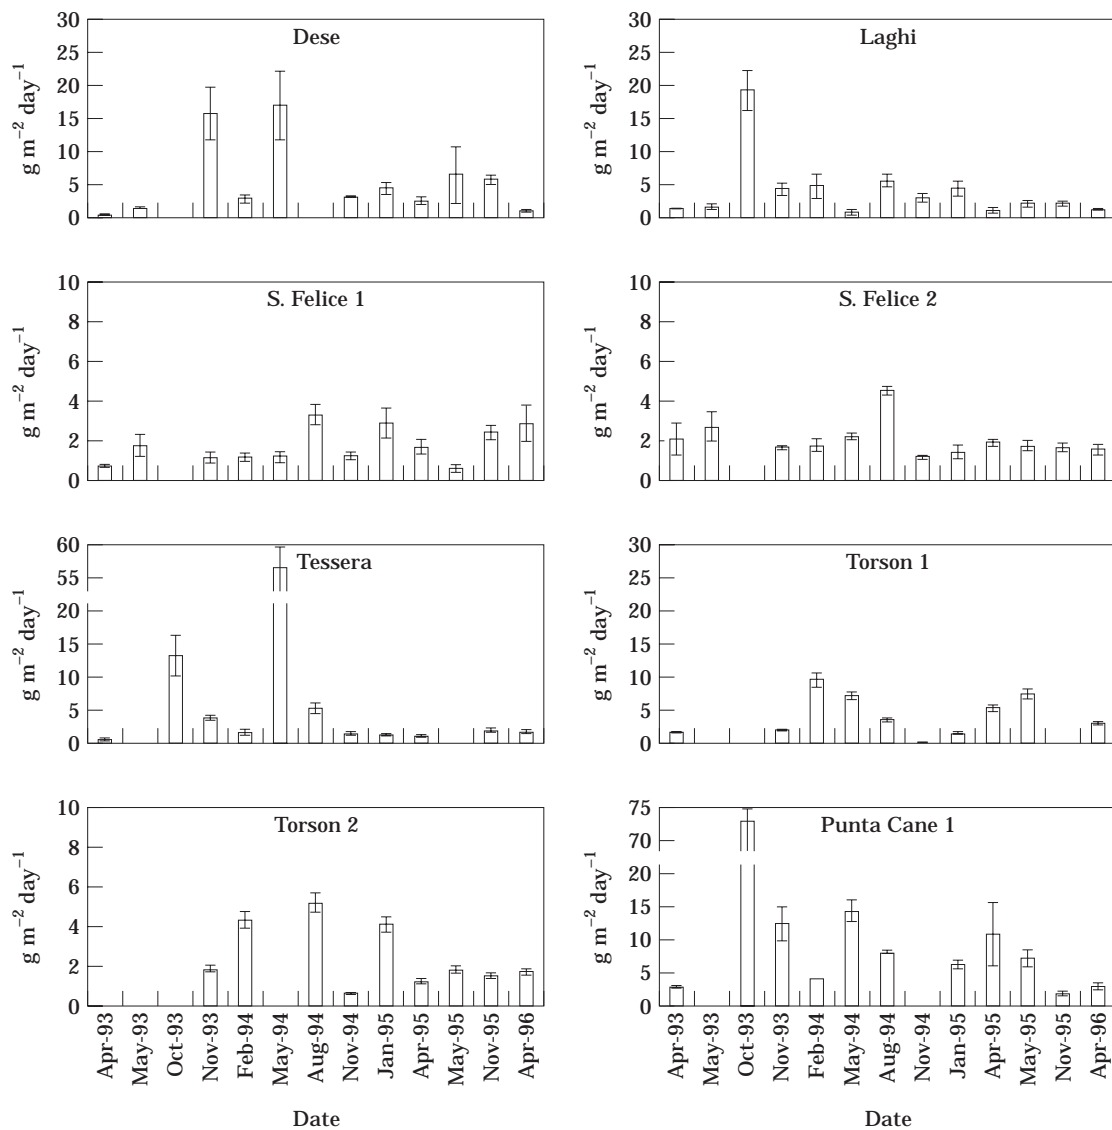 30
25
20
15
10
5
0
g m⁻² day⁻¹
Dese
30
25
20
15
10
5
0
g m⁻² day⁻¹
Laghi
10
8
6
4
2
0
g m⁻² day⁻¹
S. Felice 1
10
8
6
4
2
0
g m⁻² day⁻¹
S. Felice 2
60
55
20
15
10
5
0
g m⁻² day⁻¹
Tessera
30
25
20
15
10
5
0
g m⁻² day⁻¹
Torson 1
10
8
6
4
2
0
g m⁻² day⁻¹
Torson 2
Apr-93
May-93
Oct-93
Nov-93
Feb-94
May-94
Aug-94
Nov-94
Jan-95
Apr-95
May-95
Nov-95
Apr-96
Date
75
70
20
15
10
5
0
g m⁻² day⁻¹
Punta Cane 1
Apr-93
May-93
Oct-93
Nov-93
Feb-94
May-94
Aug-94
Nov-94
Jan-95
Apr-95
May-95
Nov-95
Apr-96
Date